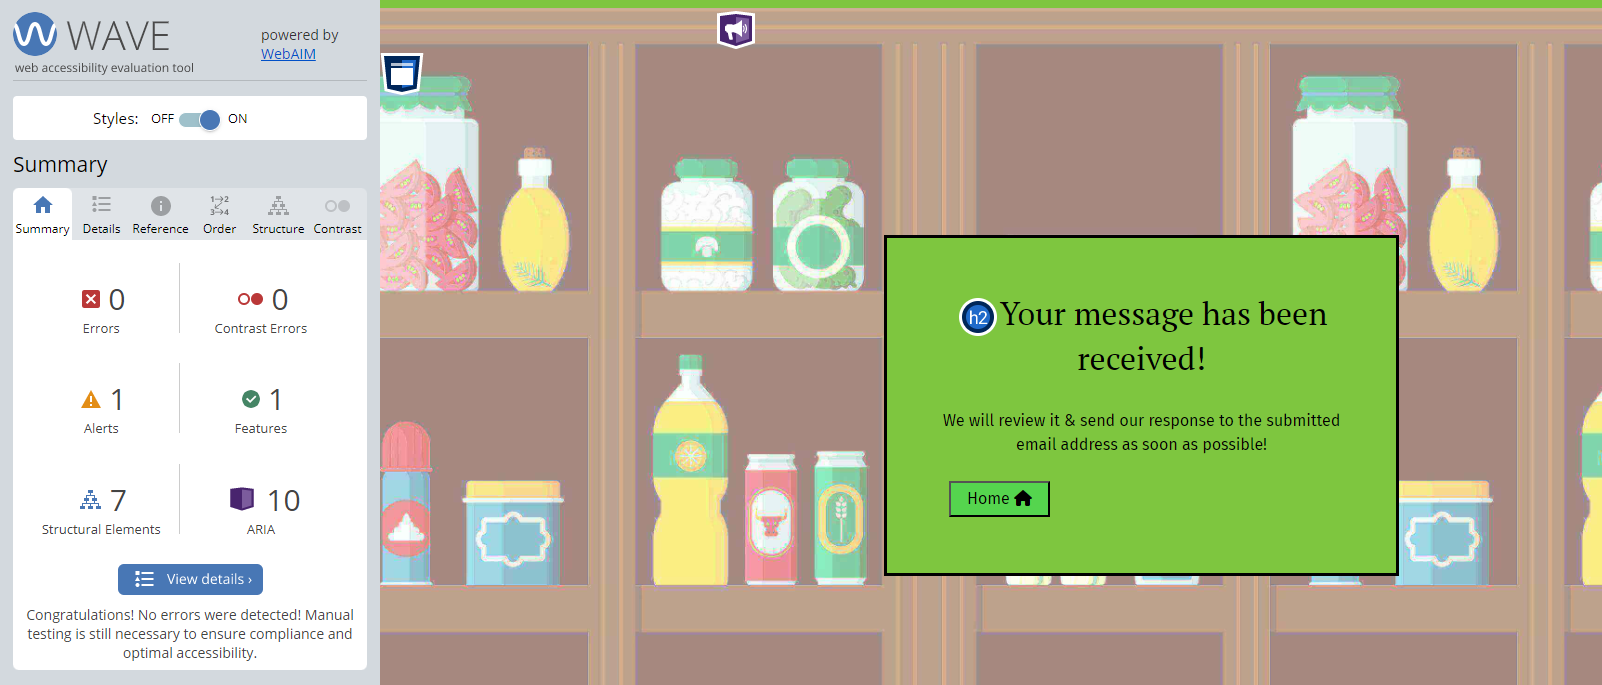 WAVE
powered by
WebAIM
web accessibility evaluation tool
Styles: OFF ON
Summary
Summary Details Reference Order Structure Contrast
0 0
Errors Contrast Errors
1 1
Alerts Features
7 10
Structural Elements ARIA
View details ›
Congratulations! No errors were detected! Manual
testing is still necessary to ensure compliance and
optimal accessibility.
h2 Your message has been
received!
We will review it & send our response to the submitted
email address as soon as possible!
Home